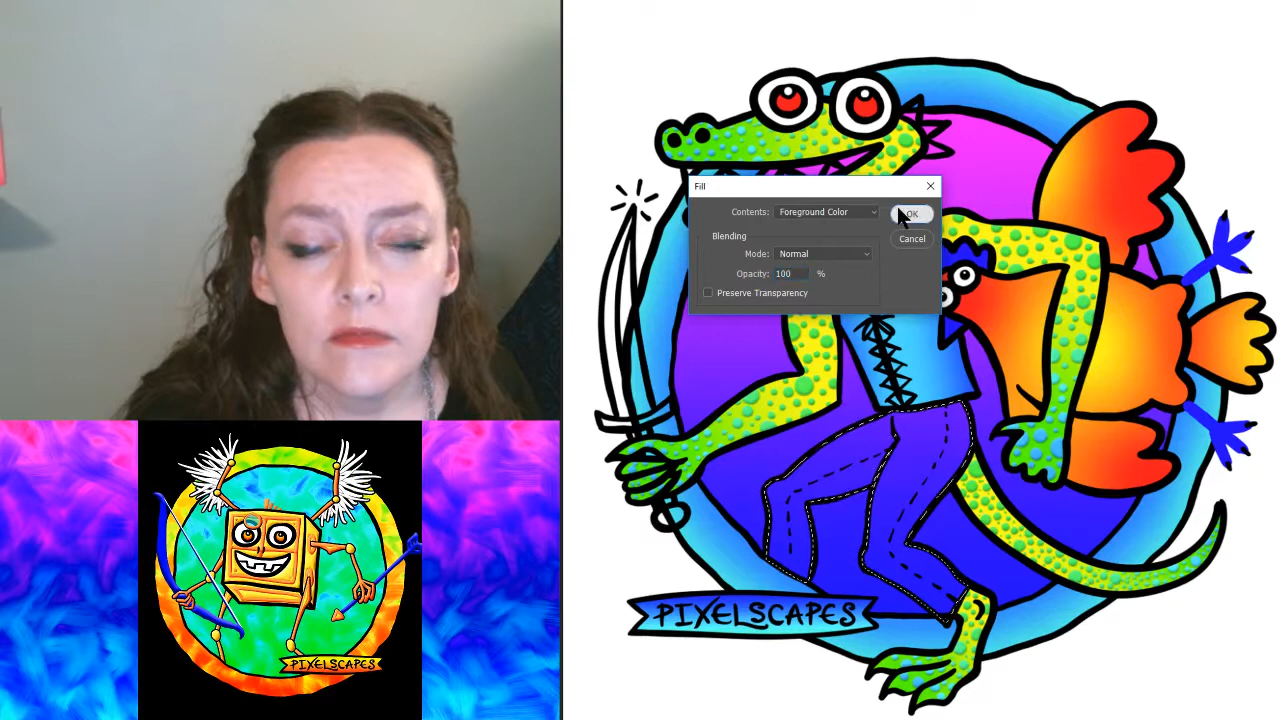 Fill
Contents: Foreground Color
OK
Blending
Cancel
Mode: Normal
Opacity: 100 %
Preserve Transparency
PIXELSCAPES
PIXELSCAPES